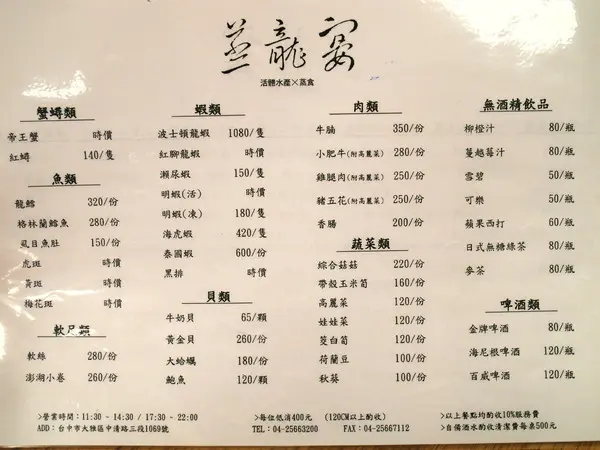 蒸龍宴
活體水產×蒸食
蟹蟳類
帝王蟹 時價
紅蟳 140/隻
魚類
龍鱈 320/份
格林蘭鱈魚 280/份
虱目魚肚 150/份
虎斑 時價
黃斑 時價
梅花斑 時價
軟足類
軟絲 280/份
澎湖小卷 260/份
蝦類
波士頓龍蝦 1080/隻
紅腳龍蝦 時價
瀨尿蝦 150/隻
明蝦(活) 時價
明蝦(凍) 180/隻
海虎蝦 420/隻
泰國蝦 600/份
黑排 時價
貝類
牛奶貝 65/顆
黃金貝 260/份
大蛤蠣 180/份
鮑魚 120/顆
肉類
牛腩 350/份
小肥牛(附高麗菜) 280/份
雞腿肉(附高麗菜) 250/份
豬五花(附高麗菜) 250/份
香腸 200/份
蔬菜類
綜合菇菇 220/份
帶殼玉米筍 160/份
高麗菜 120/份
娃娃菜 120/份
筊白筍 120/份
荷蘭豆 100/份
秋葵 100/份
無酒精飲品
柳橙汁 80/瓶
蔓越莓汁 80/瓶
雪碧 50/瓶
可樂 50/瓶
蘋果西打 60/瓶
日式無糖綠茶 80/瓶
麥茶 80/瓶
啤酒類
金牌啤酒 80/瓶
海尼根啤酒 120/瓶
百威啤酒 120/瓶
>營業時間：11:30 ~ 14:30 / 17:30 ~ 22:00
ADD: 台中市大雅區中清路三段1069號
>每位低消400元 (120CM以上酌收)
TEL: 04-25663200 FAX: 04-25667112
>以上餐點均酌收10%服務費
>自備酒水酌收清潔費每桌500元